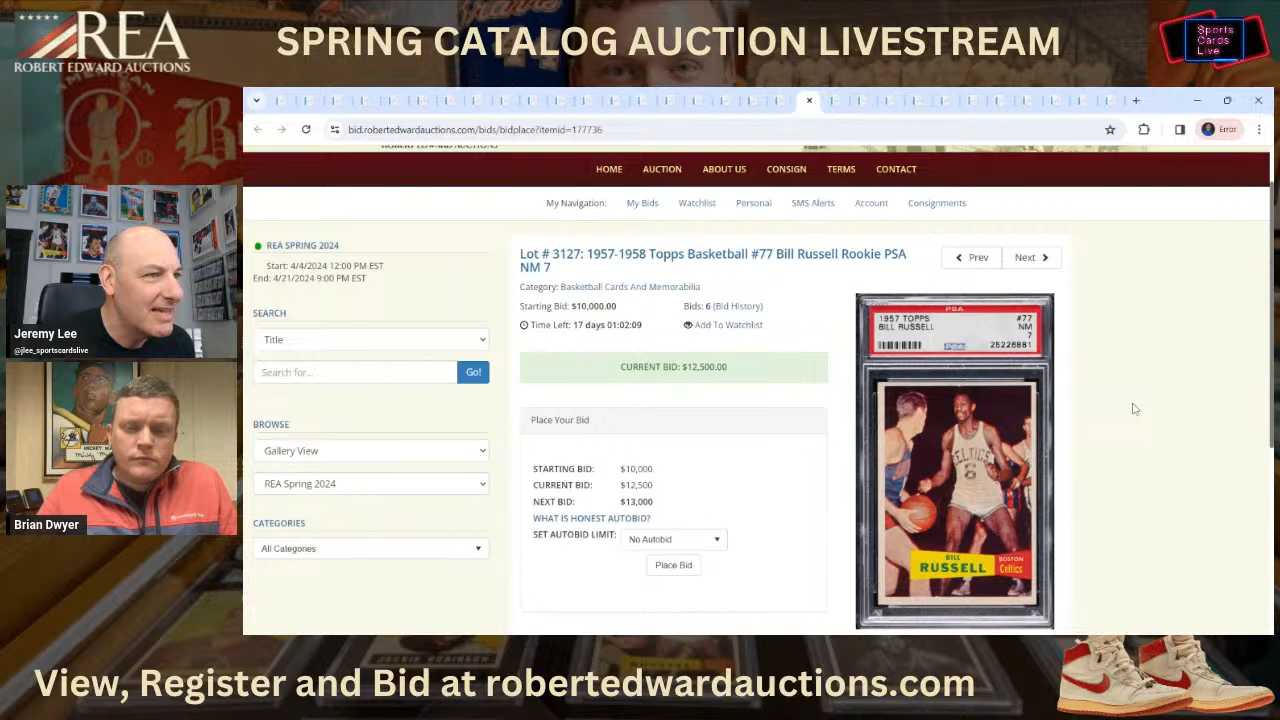 REA
ROBERT EDWARD AUCTIONS
SPRING CATALOG AUCTION LIVESTREAM
Sports
Cards
Live
bid.robertedwardauctions.com/bids/bidplace?itemid=177736
Error
HOME AUCTION ABOUT US CONSIGN TERMS CONTACT
My Navigation: My Bids Watchlist Personal SMS Alerts Account Consignments
REA SPRING 2024
Start: 4/4/2024 12:00 PM EST
End: 4/21/2024 9:00 PM EST
SEARCH
Title
Search for...
Go!
BROWSE
Gallery View
REA Spring 2024
CATEGORIES
All Categories
Lot # 3127: 1957-1958 Topps Basketball #77 Bill Russell Rookie PSA
NM 7
Prev
Next
Category: Basketball Cards And Memorabilia
Starting Bid: $10,000.00
Bids: 6 (Bid History)
Time Left: 17 days 01:02:09
Add To Watchlist
CURRENT BID: $12,500.00
Place Your Bid
STARTING BID: $10,000
CURRENT BID: $12,500
NEXT BID: $13,000
WHAT IS HONEST AUTOBID?
SET AUTOBID LIMIT: No Autobid
Place Bid
PSA
1957 TOPPS #77
BILL RUSSELL NM
7
25226881
CELTICS
6
BILL
RUSSELL
BOSTON
Celtics
Jeremy Lee
@jlee_sportscardslive
Brian Dwyer
JACKIE ROBINSON
View, Register and Bid at robertedwardauctions.com